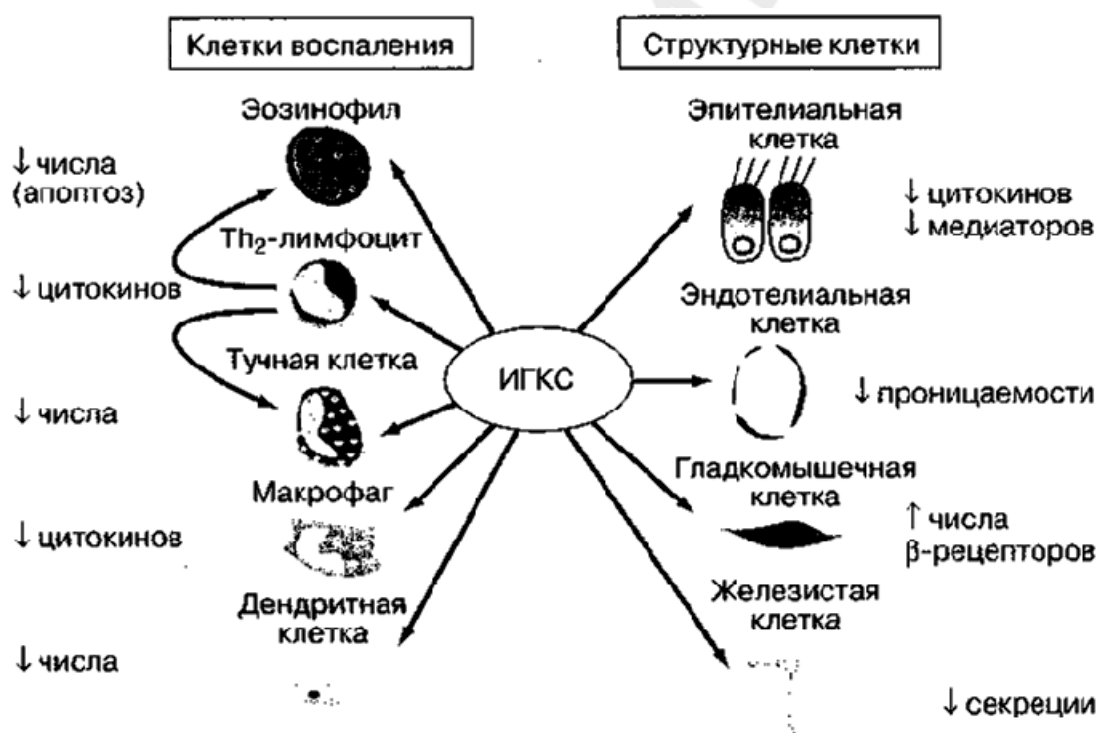 Клетки воспаления
Структурные клетки
Эозинофил
↓ числа
(апоптоз)
Th₂-лимфоцит
↓ цитокинов
Тучная клетка
↓ числа
Макрофаг
↓ цитокинов
Дендритная
клетка
↓ числа
ИГКС
Эпителиальная
клетка
↓ цитокинов
↓ медиаторов
Эндотелиальная
клетка
↓ проницаемости
Гладкомышечная
клетка
↑ числа
β-рецепторов
Железистая
клетка
↓ секреции